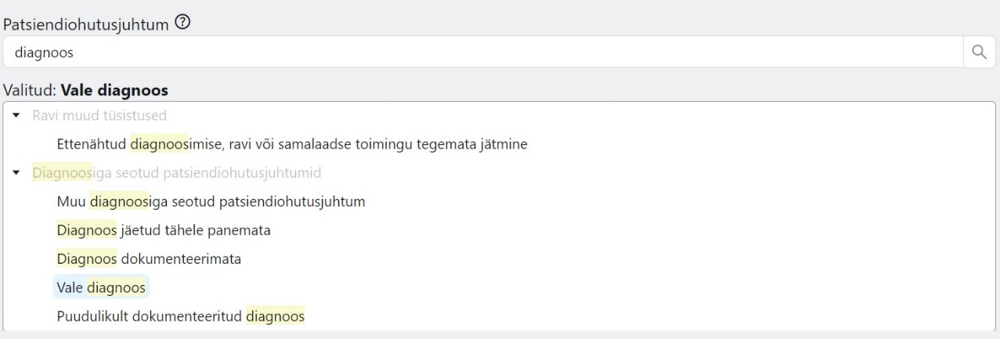 Patsiendiohutusjuhtum
diagnoos
Valitud: Vale diagnoos
Ravi muud tüsistused
Ettenähtud diagnoosimise, ravi või samalaadse toimingu tegemata jätmine
Diagnoosiga seotud patsiendiohutusjuhtumid
Muu diagnoosiga seotud patsiendiohutusjuhtum
Diagnoos jäetud tähele panemata
Diagnoos dokumenteerimata
Vale diagnoos
Puudulikult dokumenteeritud diagnoos